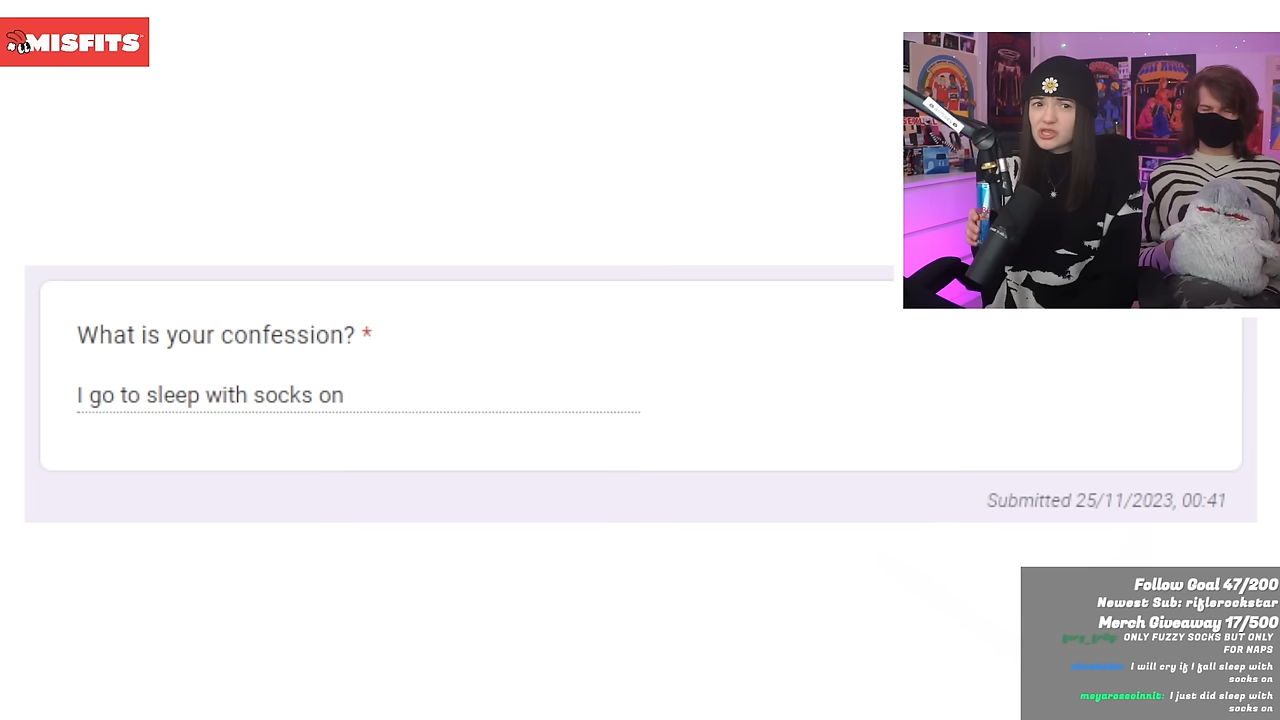 MISFITS
What is your confession? *
I go to sleep with socks on
Submitted 25/11/2023, 00:41
Follow Goal 47/200
Newest Sub: riflerockstar
Merch Giveaway 17/500
ONLY FUZZY SOCKS BUT ONLY
FOR NAPS
I will cry if I fall sleep with
socks on
mayaroseinnit: I just did sleep with
socks on